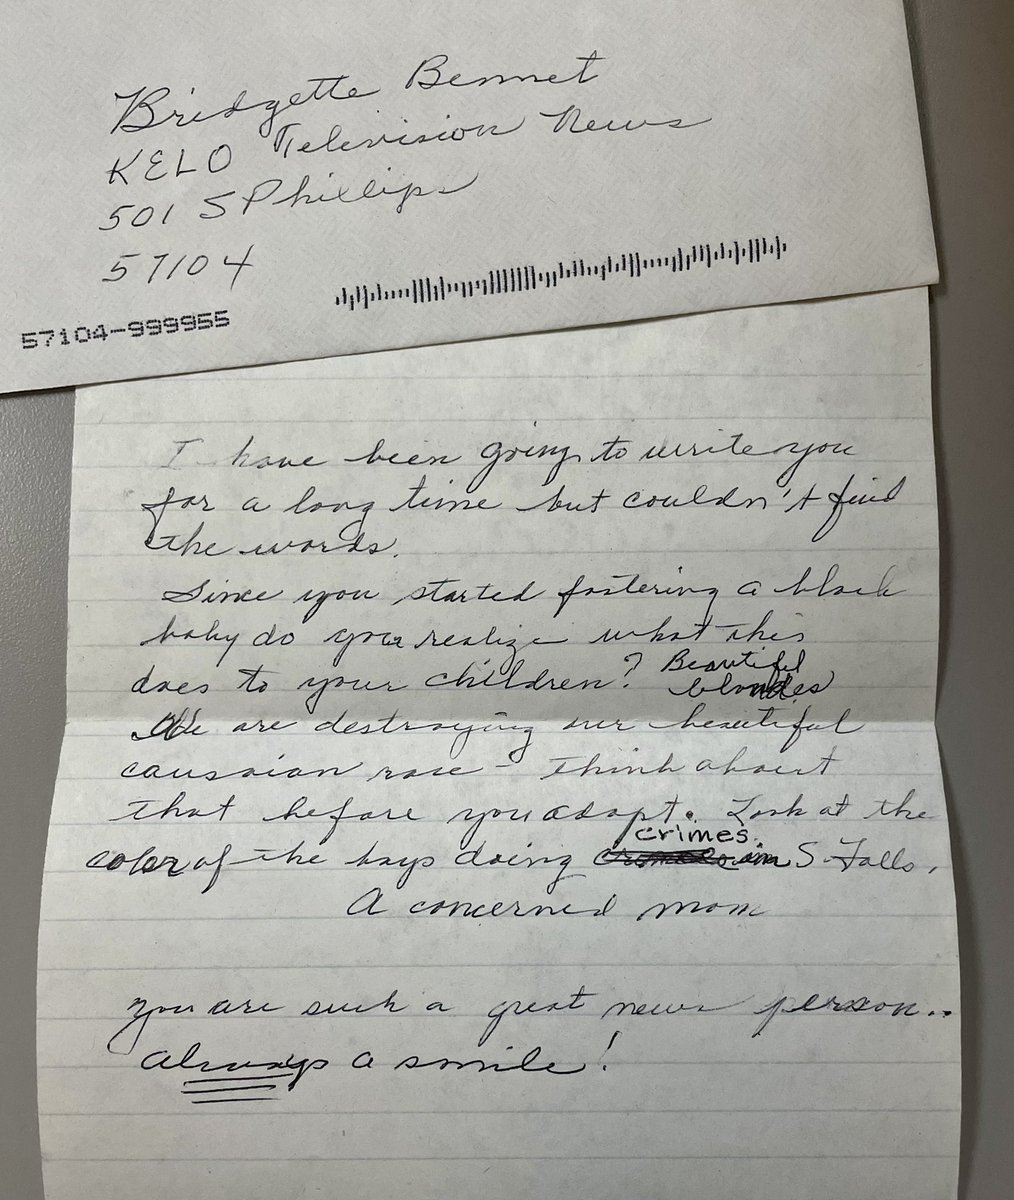 Bridgette Bennet
KELO Television News
501 S Phillips
57104
57104-999955
I have been going to write you
for a long time but couldn't find
the words.
Since you started fostering a black
baby do you realize what this
does to your children? Beautiful
blondes
We are destroying our beautiful
causaian race - think about
that before you adopt. Look at the
color of the boys doing crimes in S. Falls.
A concerned mom
you are such a great news person..
always a smile!